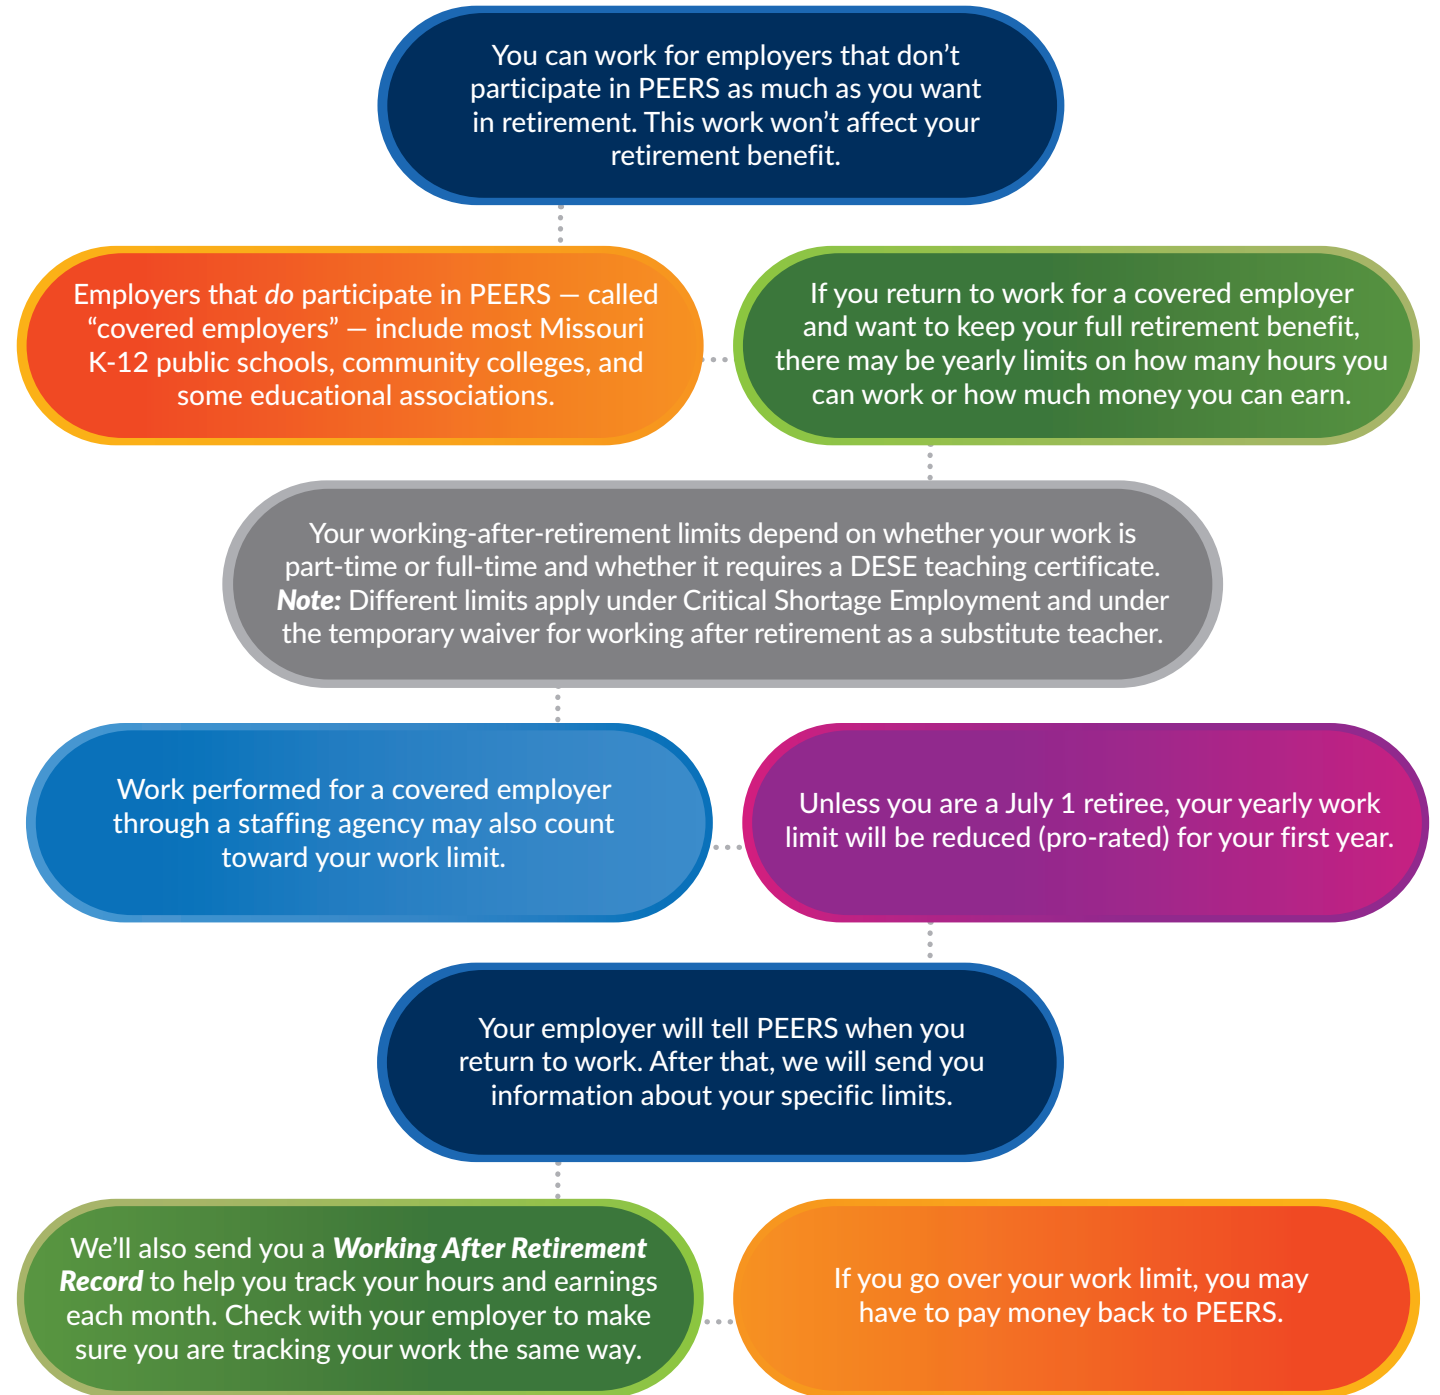 You can work for employers that don’t
participate in PEERS as much as you want
in retirement. This work won’t affect your
retirement benefit.
Employers that do participate in PEERS — called
“covered employers” — include most Missouri
K-12 public schools, community colleges, and
some educational associations.
If you return to work for a covered employer
and want to keep your full retirement benefit,
there may be yearly limits on how many hours you
can work or how much money you can earn.
Your working-after-retirement limits depend on whether your work is
part-time or full-time and whether it requires a DESE teaching certificate.
Note: Different limits apply under Critical Shortage Employment and under
the temporary waiver for working after retirement as a substitute teacher.
Work performed for a covered employer
through a staffing agency may also count
toward your work limit.
Unless you are a July 1 retiree, your yearly work
limit will be reduced (pro-rated) for your first year.
Your employer will tell PEERS when you
return to work. After that, we will send you
information about your specific limits.
We’ll also send you a Working After Retirement
Record to help you track your hours and earnings
each month. Check with your employer to make
sure you are tracking your work the same way.
If you go over your work limit, you may
have to pay money back to PEERS.